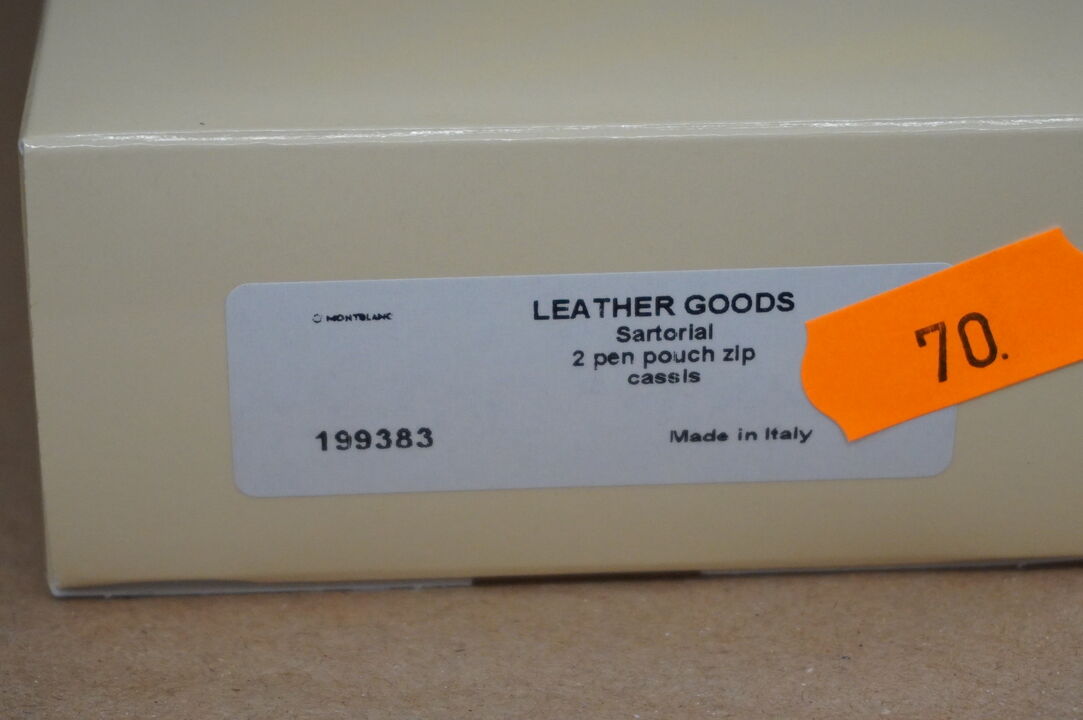 MONTBLANC
LEATHER GOODS
Sartorial
2 pen pouch zip
cassis
199383
Made in Italy
70.